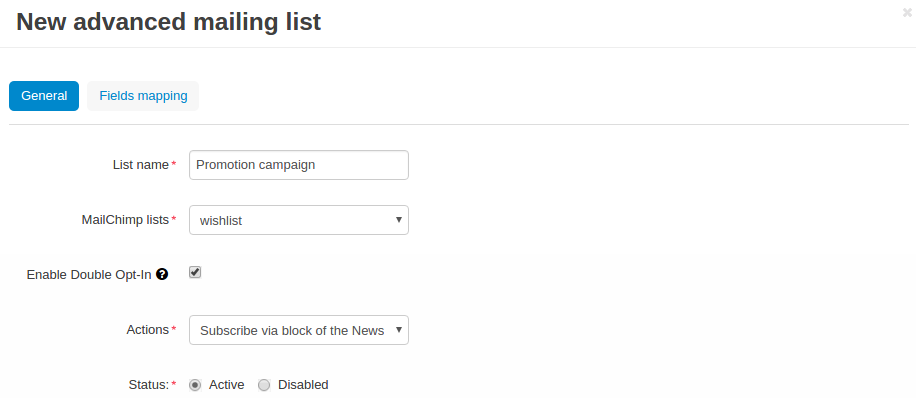 New advanced mailing list
General Fields mapping
List name* Promotion campaign
MailChimp lists* wishlist
Enable Double Opt-In ?
Actions* Subscribe via block of the News
Status:* Active Disabled